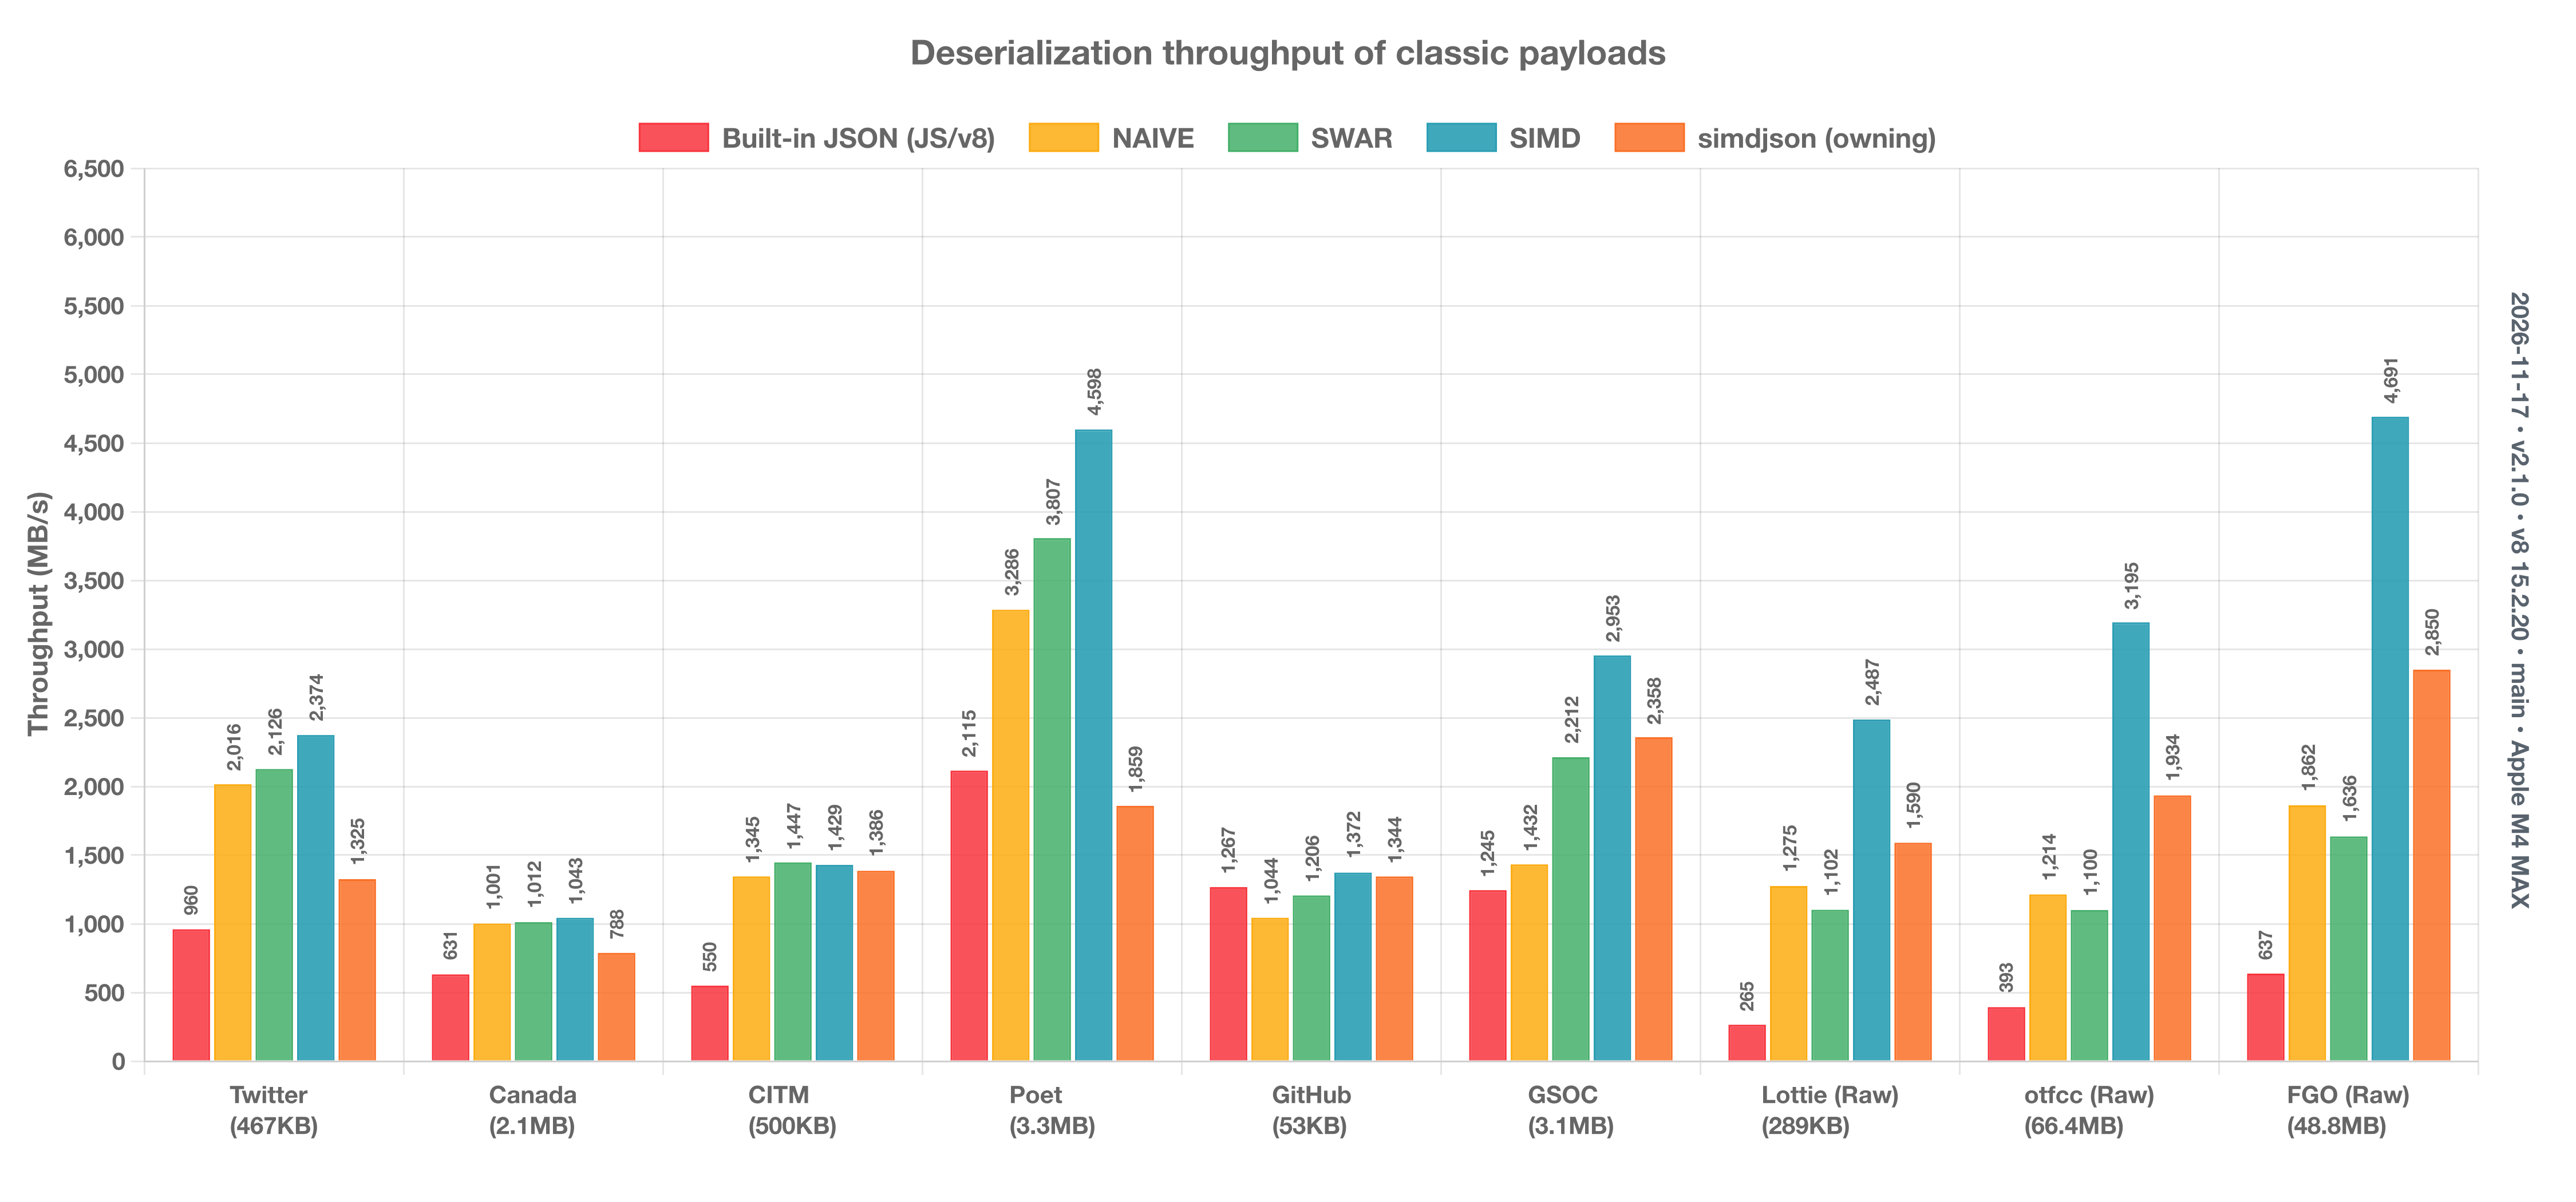 Deserialization throughput of classic payloads
Built-in JSON (JS/v8) NAIVE SWAR SIMD simdjson (owning)
Throughput (MB/s)
6,500
6,000
5,500
5,000
4,500
4,000
3,500
3,000
2,500
2,000
1,500
1,000
500
0
960 2,016 2,126 2,374 1,325
631 1,001 1,012 1,043 788
550 1,345 1,447 1,429 1,386
2,115 3,286 3,807 4,598 1,859
1,267 1,044 1,206 1,372 1,344
1,245 1,432 2,212 2,953 2,358
265 1,275 1,102 2,487 1,590
393 1,214 1,100 3,195 1,934
637 1,862 1,636 4,691 2,850
Twitter
(467KB)
Canada
(2.1MB)
CITM
(500KB)
Poet
(3.3MB)
GitHub
(53KB)
GSOC
(3.1MB)
Lottie (Raw)
(289KB)
otfcc (Raw)
(66.4MB)
FGO (Raw)
(48.8MB)
2026-11-17 • v2.1.0 • v8 15.2.20 • main • Apple M4 MAX